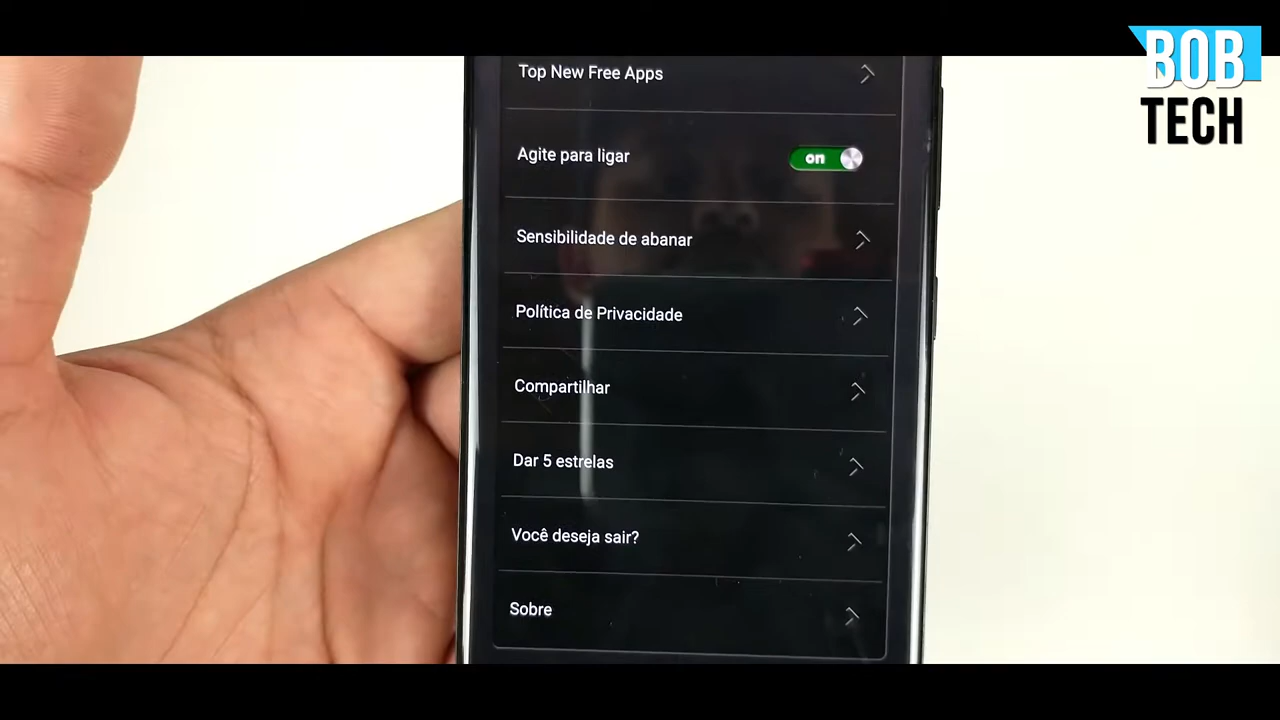 BOB
TECH
Top New Free Apps
Agite para ligar
on
Sensibilidade de abanar
Política de Privacidade
Compartilhar
Dar 5 estrelas
Você deseja sair?
Sobre